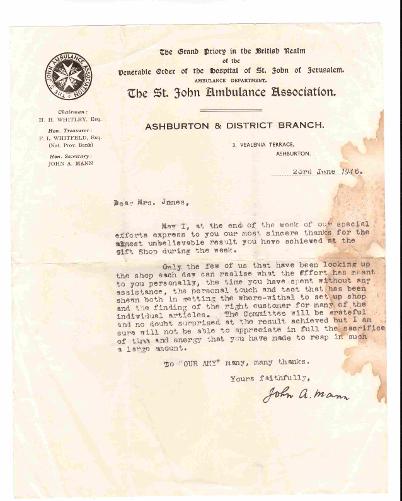 The Grand Priory in the British Realm
of the
Venerable Order of the Hospital of St. John of Jerusalem.
AMBULANCE DEPARTMENT.
The St. John Ambulance Association.
Chairman:
H. H. WHITLEY, Esq.
Hon. Treasurer:
F. L. WHITFIELD, Esq.
(Nat. Prov. Bank)
Hon. Secretary:
JOHN A. MANN
ASHBURTON & DISTRICT BRANCH.
3, VEALENIA TERRACE,
ASHBURTON.
23rd June 1945.
Dear Mrs. Jones,
May I, at the end of the week of our special
efforts express to you our most sincere thanks for the
almost unbelievable result you have achieved at the
Gift Shop during the week.
Only the few of us that have been looking up
the shop each day can realise what the effort has meant
to you personally, the time you have spent without any
assistance, the personal touch and tact that has been
shewn both in getting the where-withal to set up shop
and the finding of the right customer for many of the
individual articles. The Committee will be grateful
and no doubt surprised at the result achieved but I am
sure will not be able to appreciate in full the sacrifise
of time and energy that you have made to reap in such
a large amount.
To "OUR AMY" many, many thanks.
Yours faithfully,
John A. Mann